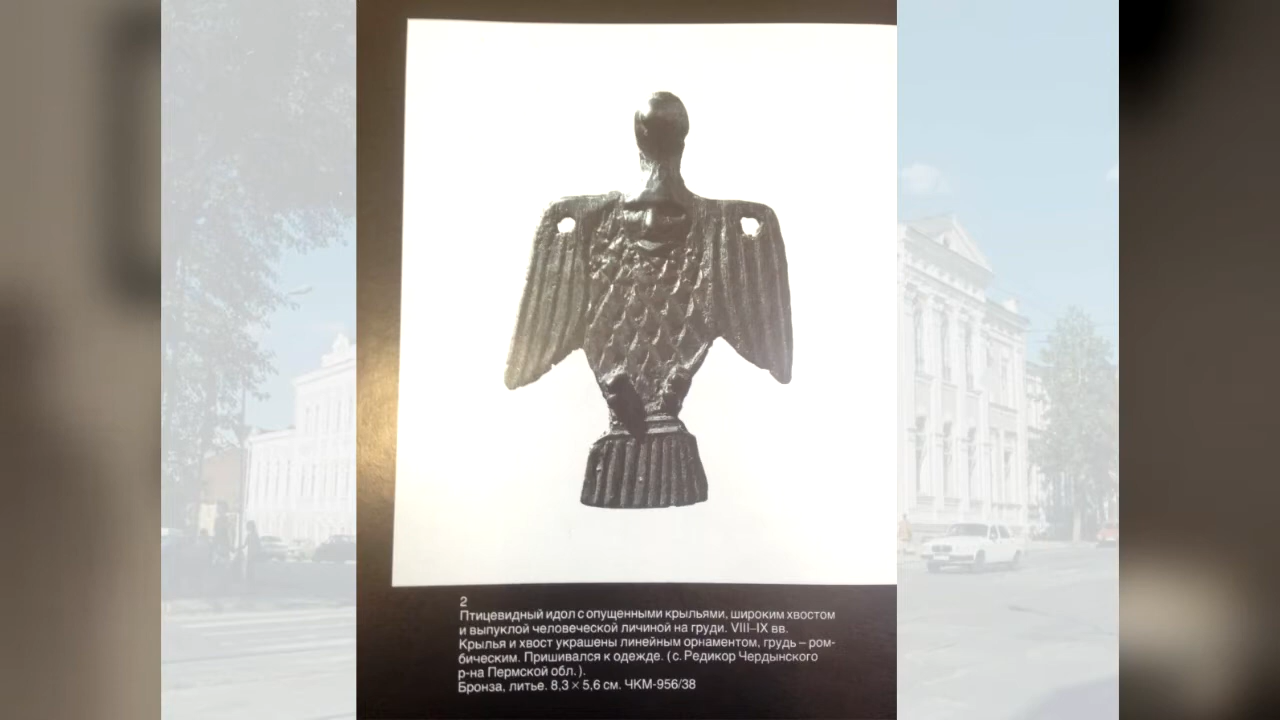 2
Птицевидный идол с опущенными крыльями, широким хвостом
и выпуклой человеческой личиной на груди. VIII–IX вв.
Крылья и хвост украшены линейным орнаментом, грудь – ром-
бическим. Пришивался к одежде. (с. Редикор Чердынского
р-на Пермской обл.).
Бронза, литье. 8,3 × 5,6 см. ЧКМ-956/38